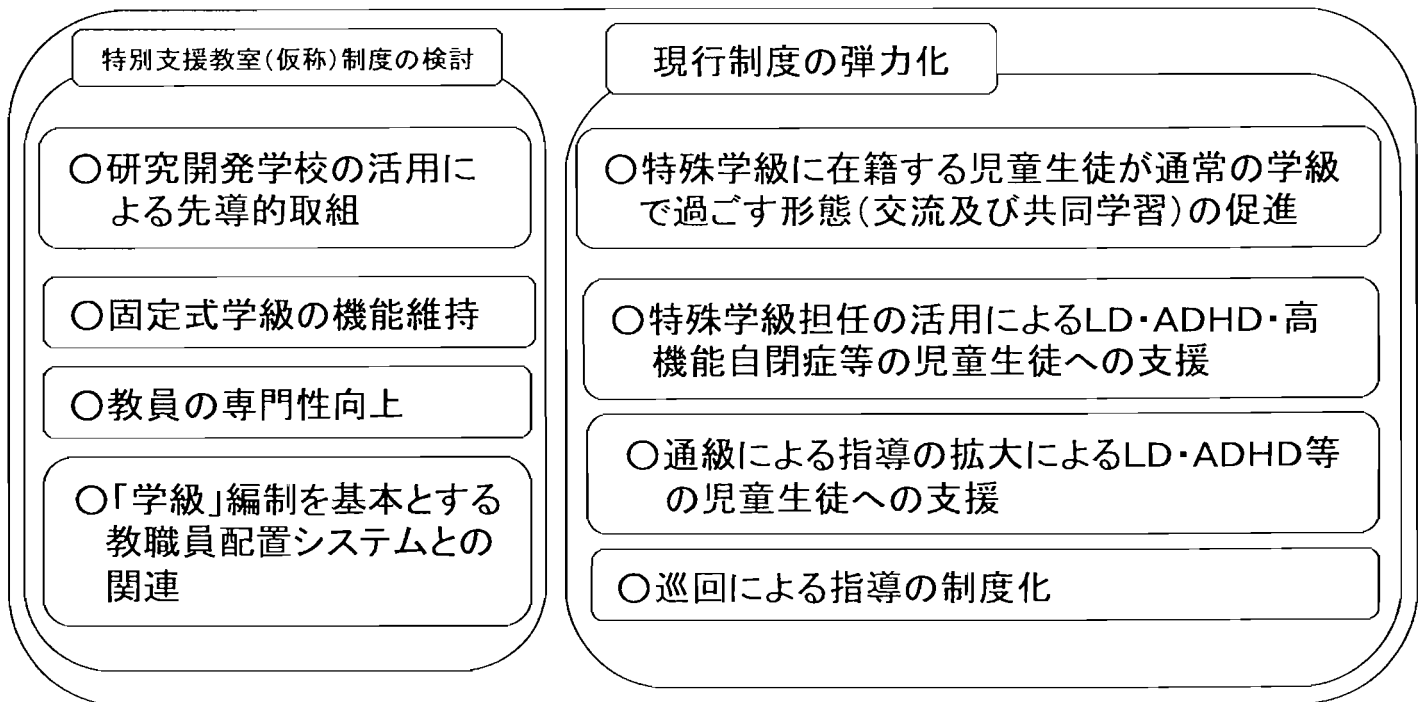 特別支援教室(仮称)制度の検討
○研究開発学校の活用に
よる先導的取組
○固定式学級の機能維持
○教員の専門性向上
○「学級」編制を基本とする
教職員配置システムとの
関連
現行制度の弾力化
○特殊学級に在籍する児童生徒が通常の学級
で過ごす形態(交流及び共同学習)の促進
○特殊学級担任の活用によるLD・ADHD・高
機能自閉症等の児童生徒への支援
○通級による指導の拡大によるLD・ADHD等
の児童生徒への支援
○巡回による指導の制度化